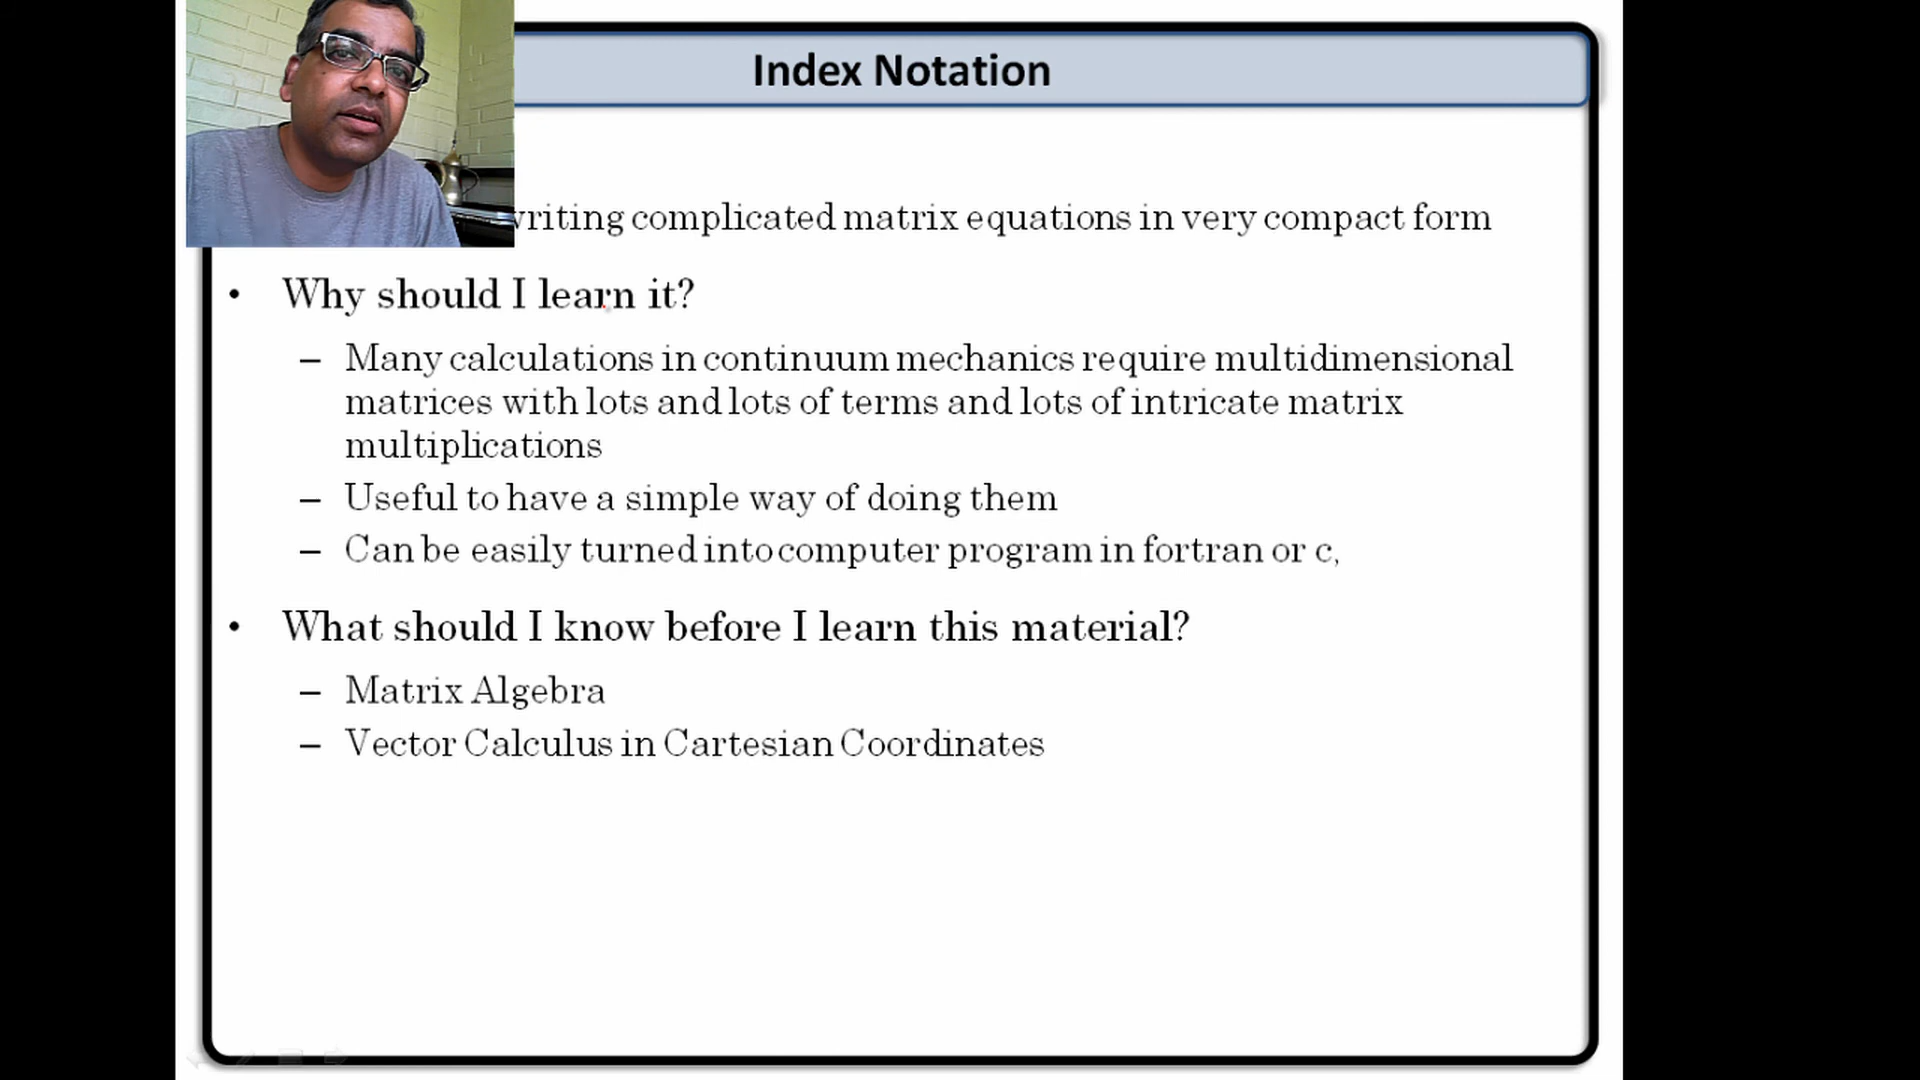 Index Notation
writing complicated matrix equations in very compact form
• Why should I learn it?
– Many calculations in continuum mechanics require multidimensional
matrices with lots and lots of terms and lots of intricate matrix
multiplications
– Useful to have a simple way of doing them
– Can be easily turned into computer program in fortran or c,
• What should I know before I learn this material?
– Matrix Algebra
– Vector Calculus in Cartesian Coordinates